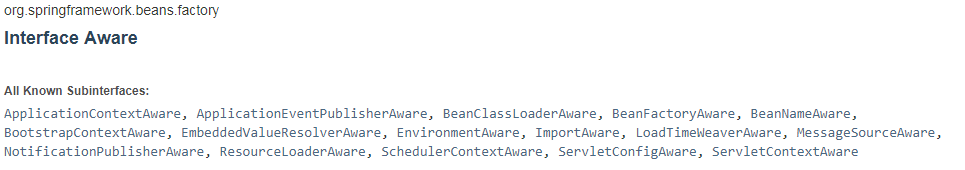 org.springframework.beans.factory
Interface Aware
All Known Subinterfaces:
ApplicationContextAware, ApplicationEventPublisherAware, BeanClassLoaderAware, BeanFactoryAware, BeanNameAware,
BootstrapContextAware, EmbeddedValueResolverAware, EnvironmentAware, ImportAware, LoadTimeWeaverAware, MessageSourceAware,
NotificationPublisherAware, ResourceLoaderAware, SchedulerContextAware, ServletConfigAware, ServletContextAware